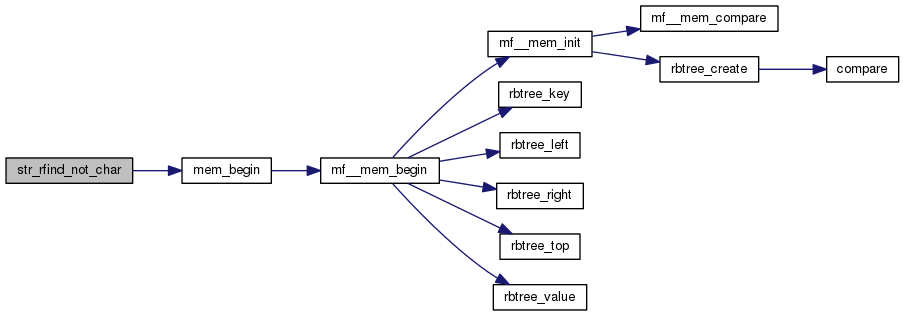 str_rfind_not_char
mem_begin
mf__mem_begin
mf__mem_init
mf__mem_compare
rbtree_create
compare
rbtree_key
rbtree_left
rbtree_right
rbtree_top
rbtree_value